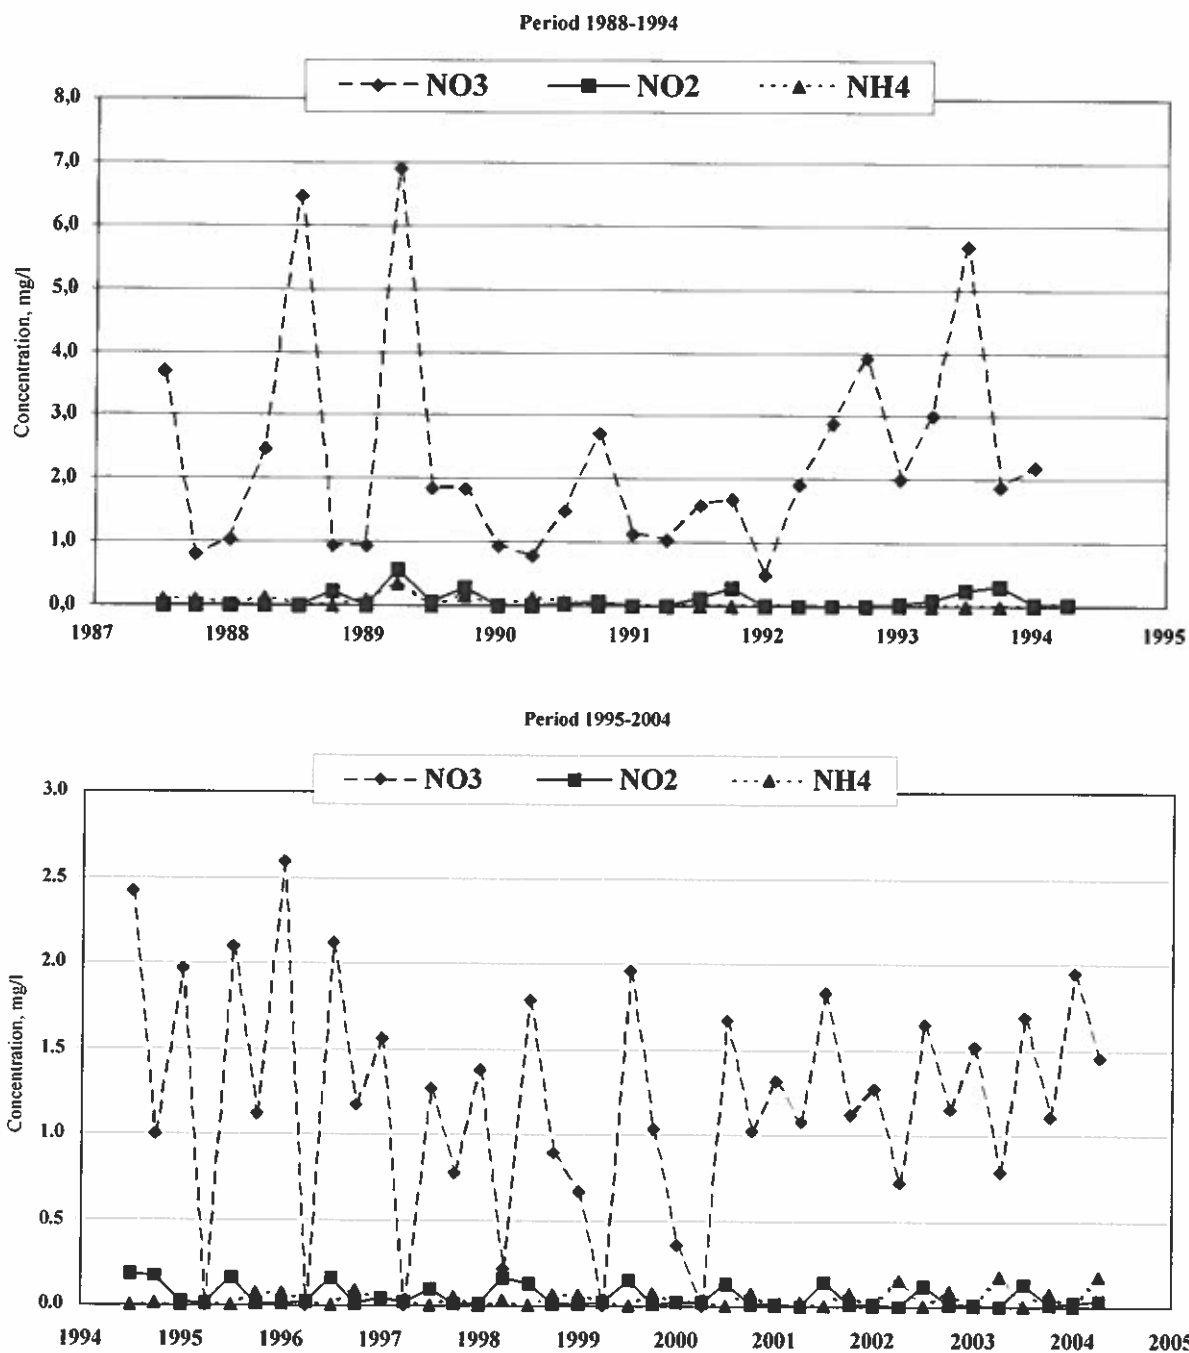 Period 1988-1994
NO3 NO2 NH4
8,0
7,0
6,0
5,0
4,0
3,0
2,0
1,0
0,0
Concentration, mg/l
1987 1988 1989 1990 1991 1992 1993 1994 1995
Period 1995-2004
NO3 NO2 NH4
3.0
2.5
2.0
1.5
1.0
0.5
0.0
Concentration, mg/l
1994 1995 1996 1997 1998 1999 2000 2001 2002 2003 2004 2005